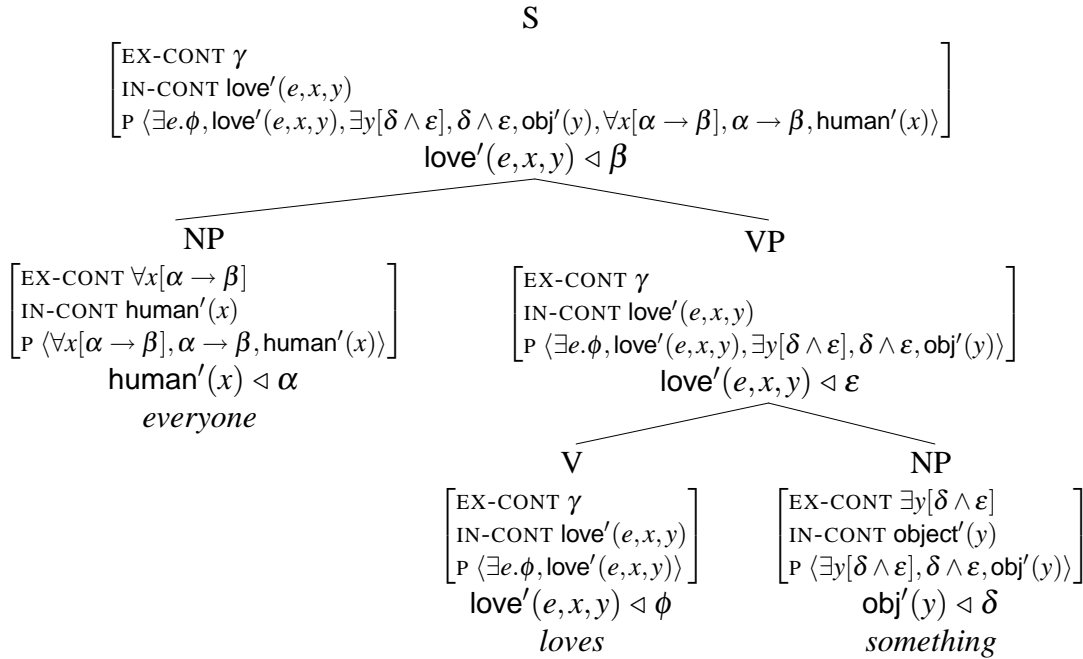 S
EX-CONT γ
IN-CONT love′(e,x,y)
P ⟨∃e.ϕ,love′(e,x,y),∃y[δ ∧ ε],δ ∧ ε,obj′(y),∀x[α → β],α → β,human′(x)⟩
love′(e,x,y) ◃ β
NP VP
EX-CONT ∀x[α → β]
IN-CONT human′(x)
P ⟨∀x[α → β],α → β,human′(x)⟩
human′(x) ◃ α
everyone
EX-CONT γ
IN-CONT love′(e,x,y)
P ⟨∃e.ϕ,love′(e,x,y),∃y[δ ∧ ε],δ ∧ ε,obj′(y)⟩
love′(e,x,y) ◃ ε
V NP
EX-CONT γ
IN-CONT love′(e,x,y)
P ⟨∃e.ϕ,love′(e,x,y)⟩
love′(e,x,y) ◃ ϕ
loves
EX-CONT ∃y[δ ∧ ε]
IN-CONT object′(y)
P ⟨∃y[δ ∧ ε],δ ∧ ε,obj′(y)⟩
obj′(y) ◃ δ
something